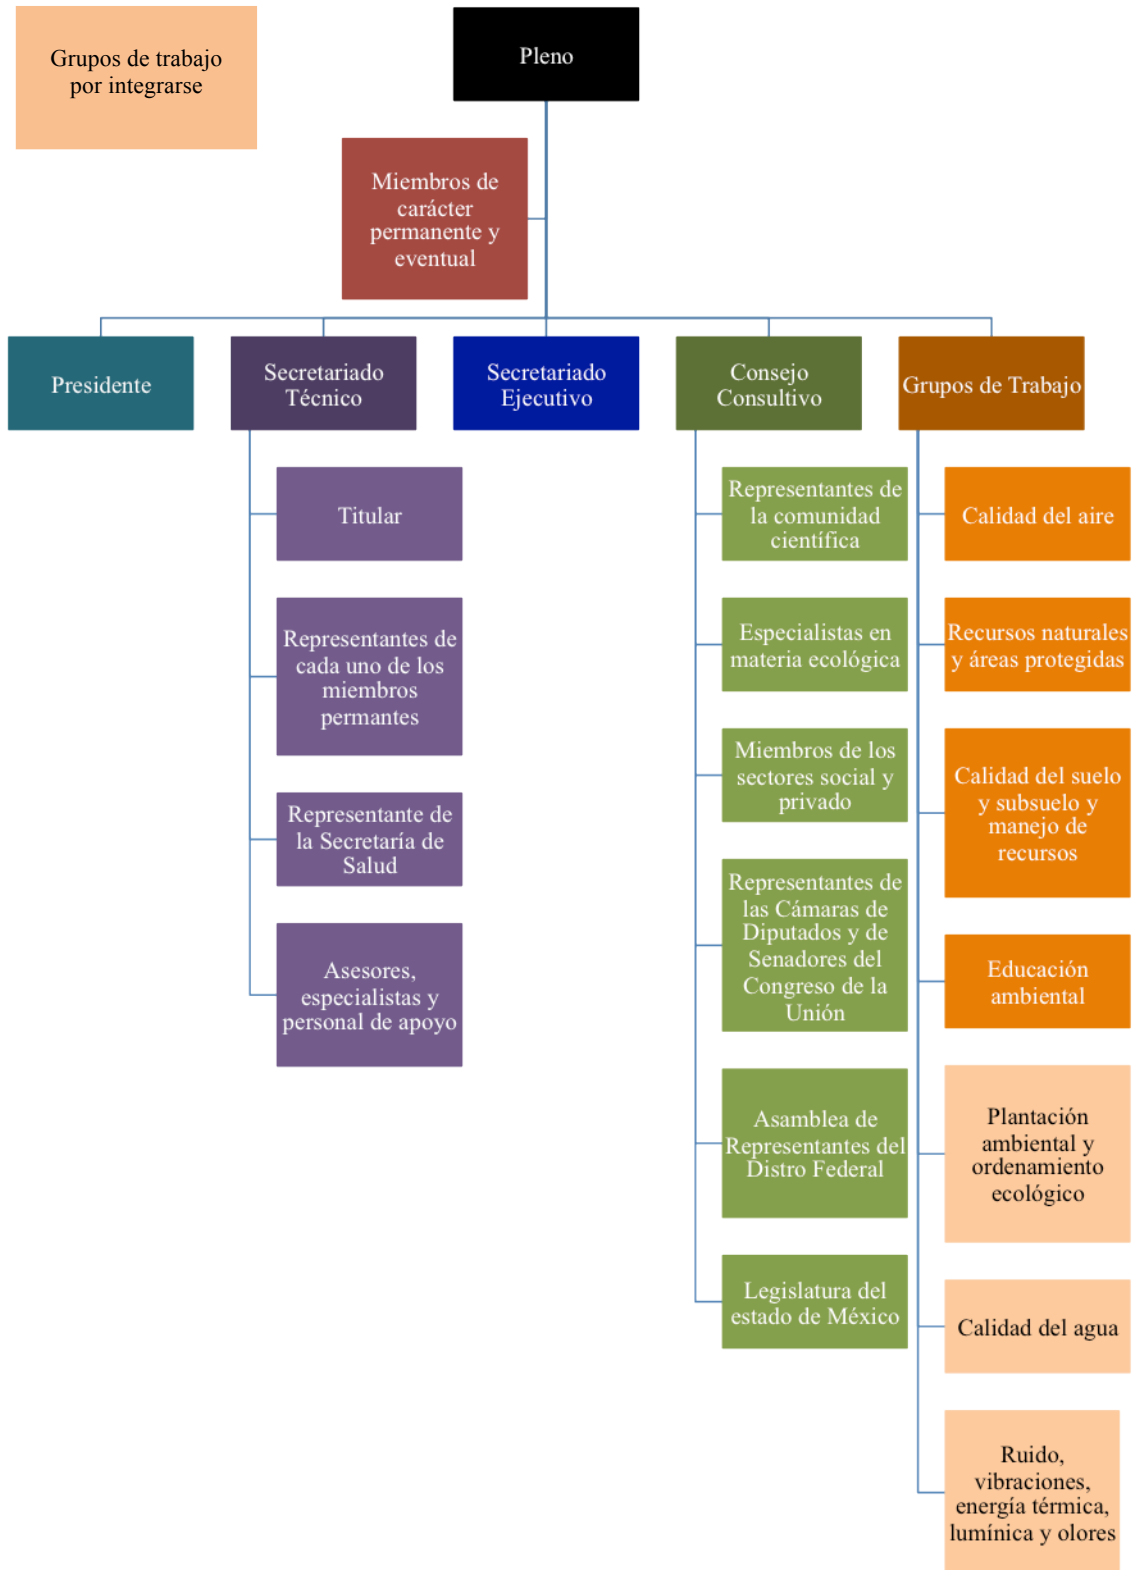 Grupos de trabajo
por integrarse
Pleno
Miembros de
carácter
permanente y
eventual
Presidente
Secretariado
Técnico
Secretariado
Ejecutivo
Consejo
Consultivo
Grupos de Trabajo
Titular
Representantes de
cada uno de los
miembros
permantes
Representante de
la Secretaría de
Salud
Asesores,
especialistas y
personal de apoyo
Representantes de
la comunidad
científica
Especialistas en
materia ecológica
Miembros de los
sectores social y
privado
Representantes de
las Cámaras de
Diputados y de
Senadores del
Congreso de la
Unión
Asamblea de
Representantes del
Distro Federal
Legislatura del
estado de México
Calidad del aire
Recursos naturales
y áreas protegidas
Calidad del suelo
y subsuelo y
manejo de
recursos
Educación
ambiental
Plantación
ambiental y
ordenamiento
ecológico
Calidad del agua
Ruido,
vibraciones,
energía térmica,
lumínica y olores